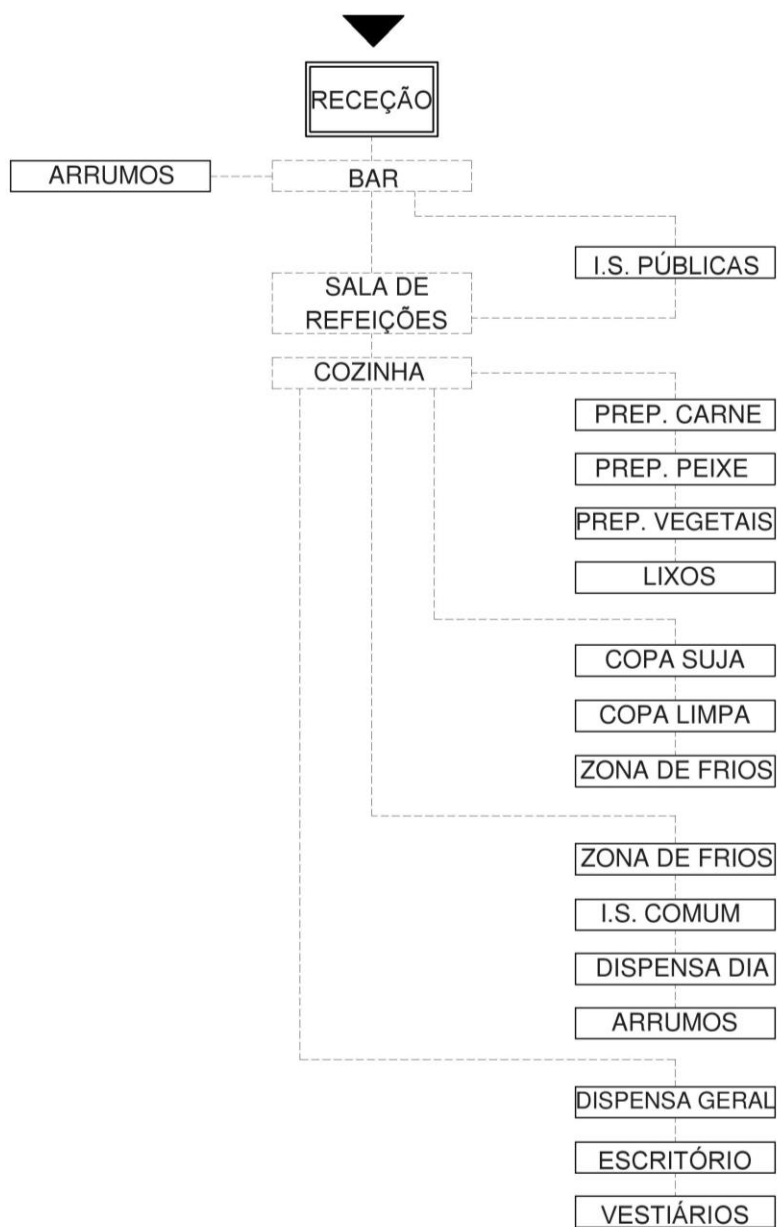 RECEÇÃO
ARRUMOS
BAR
I.S. PÚBLICAS
SALA DE
REFEIÇÕES
COZINHA
PREP. CARNE
PREP. PEIXE
PREP. VEGETAIS
LIXOS
COPA SUJA
COPA LIMPA
ZONA DE FRIOS
ZONA DE FRIOS
I.S. COMUM
DISPENSA DIA
ARRUMOS
DISPENSA GERAL
ESCRITÓRIO
VESTIÁRIOS